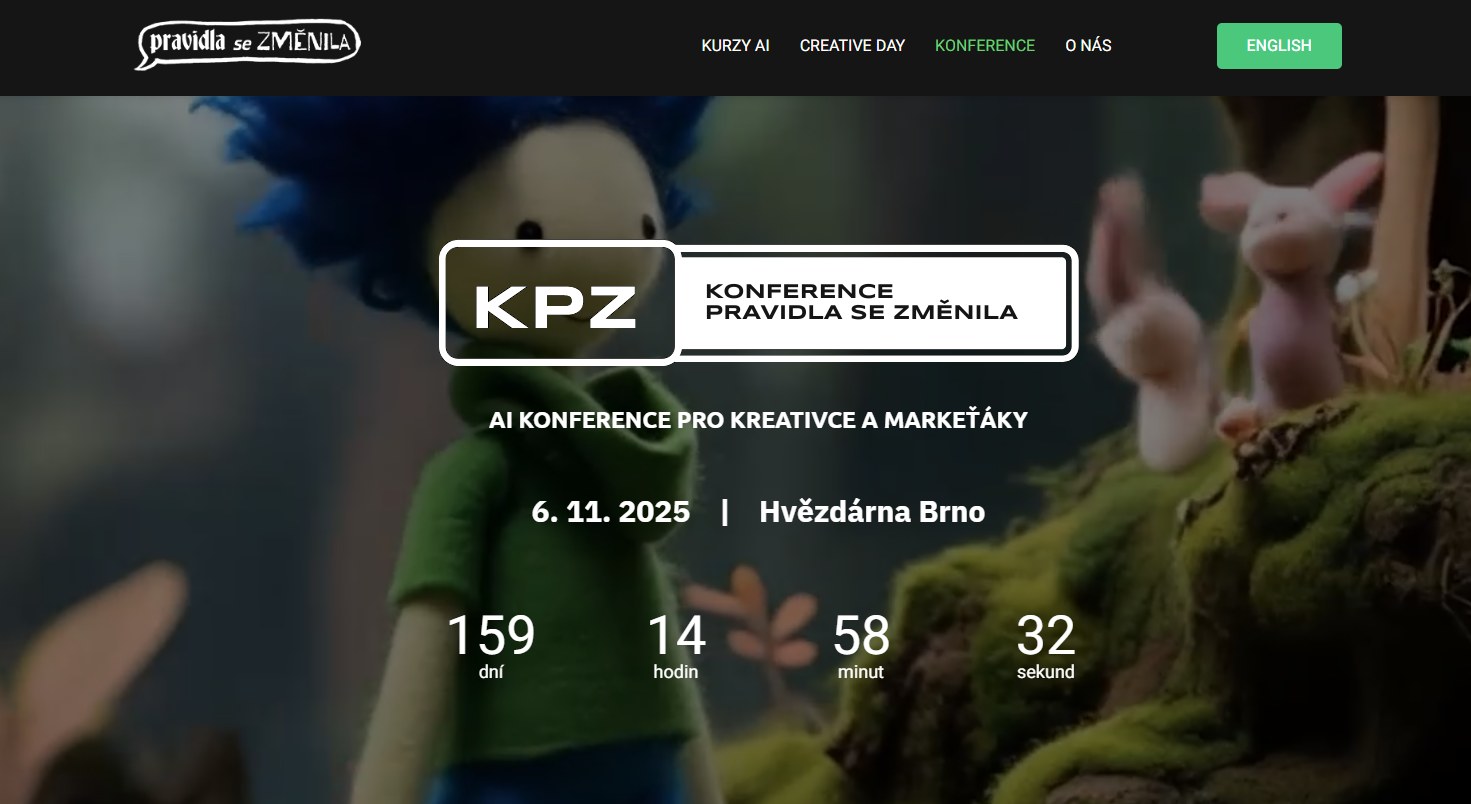 pravidla se ZMĚNILA
KURZY AI CREATIVE DAY KONFERENCE O NÁS ENGLISH
KPZ
KONFERENCE
PRAVIDLA SE ZMĚNILA
AI KONFERENCE PRO KREATIVCE A MARKEŤÁKY
6. 11. 2025 | Hvězdárna Brno
159 14 58 32
dní hodin minut sekund